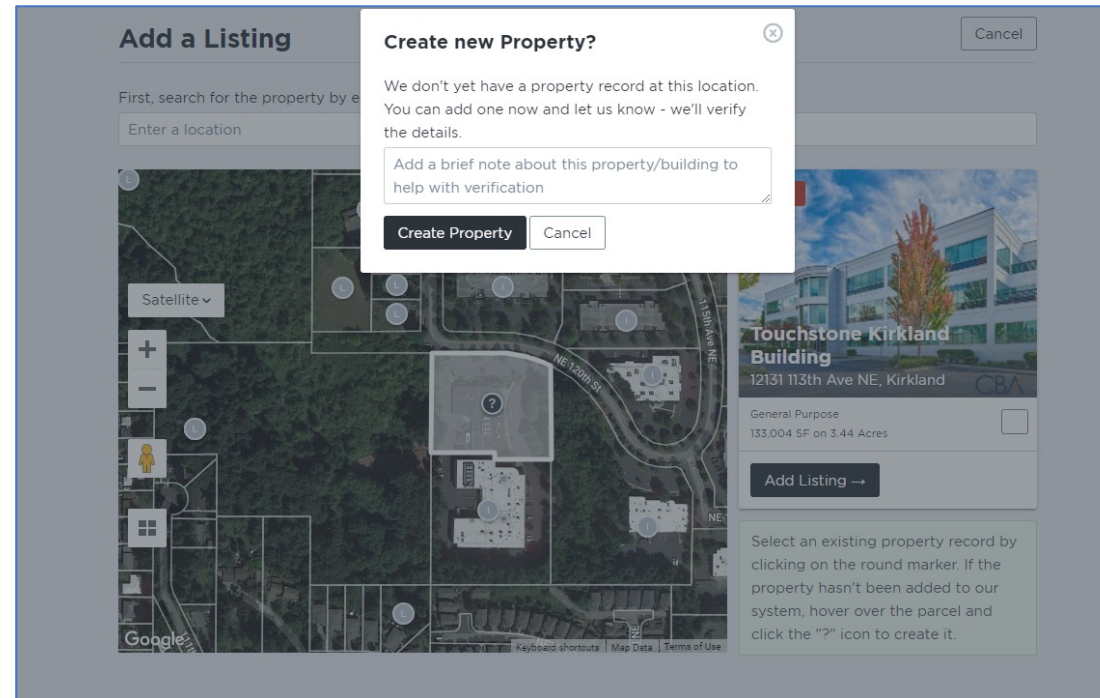 Add a Listing
Cancel
Create new Property?
We don't yet have a property record at this location.
You can add one now and let us know - we'll verify
the details.
Add a brief note about this property/building to
help with verification
Create Property
Cancel
First, search for the property by e
Enter a location
L
L
L
L
I
I
Satellite
115th Ave NE
NE 120th St
I
?
L
I
I
NE
L
Google
Keyboard shortcuts
Map Data
Terms of Use
Touchstone Kirkland
Building
12131 113th Ave NE, Kirkland
CBA
General Purpose
133,004 SF on 3.44 Acres
Add Listing →
Select an existing property record by
clicking on the round marker. If the
property hasn't been added to our
system, hover over the parcel and
click the "?" icon to create it.